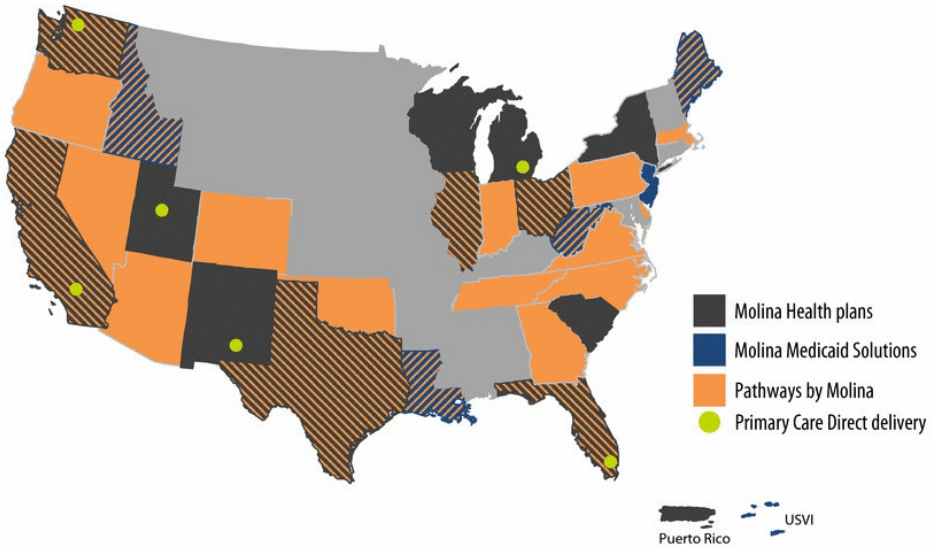 Molina Health plans
Molina Medicaid Solutions
Pathways by Molina
Primary Care Direct delivery
USVI
Puerto Rico